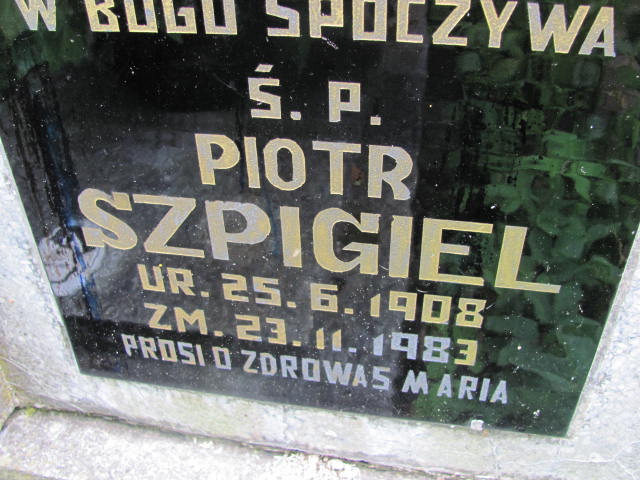 W BOGU SPOCZYWA
Ś. P.
PIOTR
SZPIGIEL
UR. 25. 6. 1908
ZM. 23. 11. 1983
PROSI O ZDROWAŚ MARIA